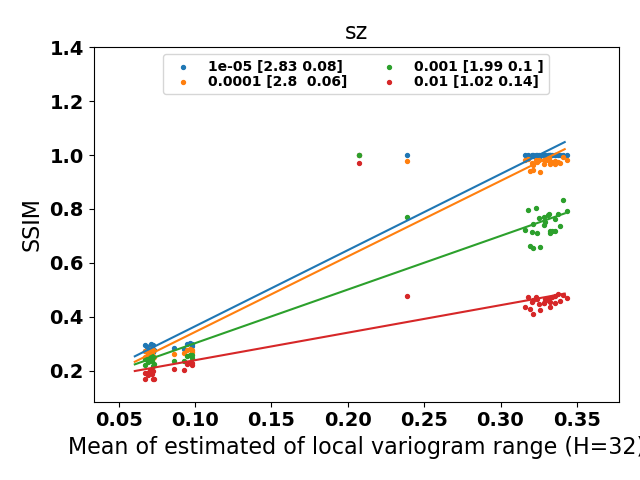 sz
1.4
1e-05 [2.83 0.08]
0.0001 [2.8  0.06]
0.001 [1.99 0.1 ]
0.01 [1.02 0.14]
1.2
1.0
0.8
0.6
0.4
0.2
SSIM
0.05 0.10 0.15 0.20 0.25 0.30 0.35
Mean of estimated of local variogram range (H=32)